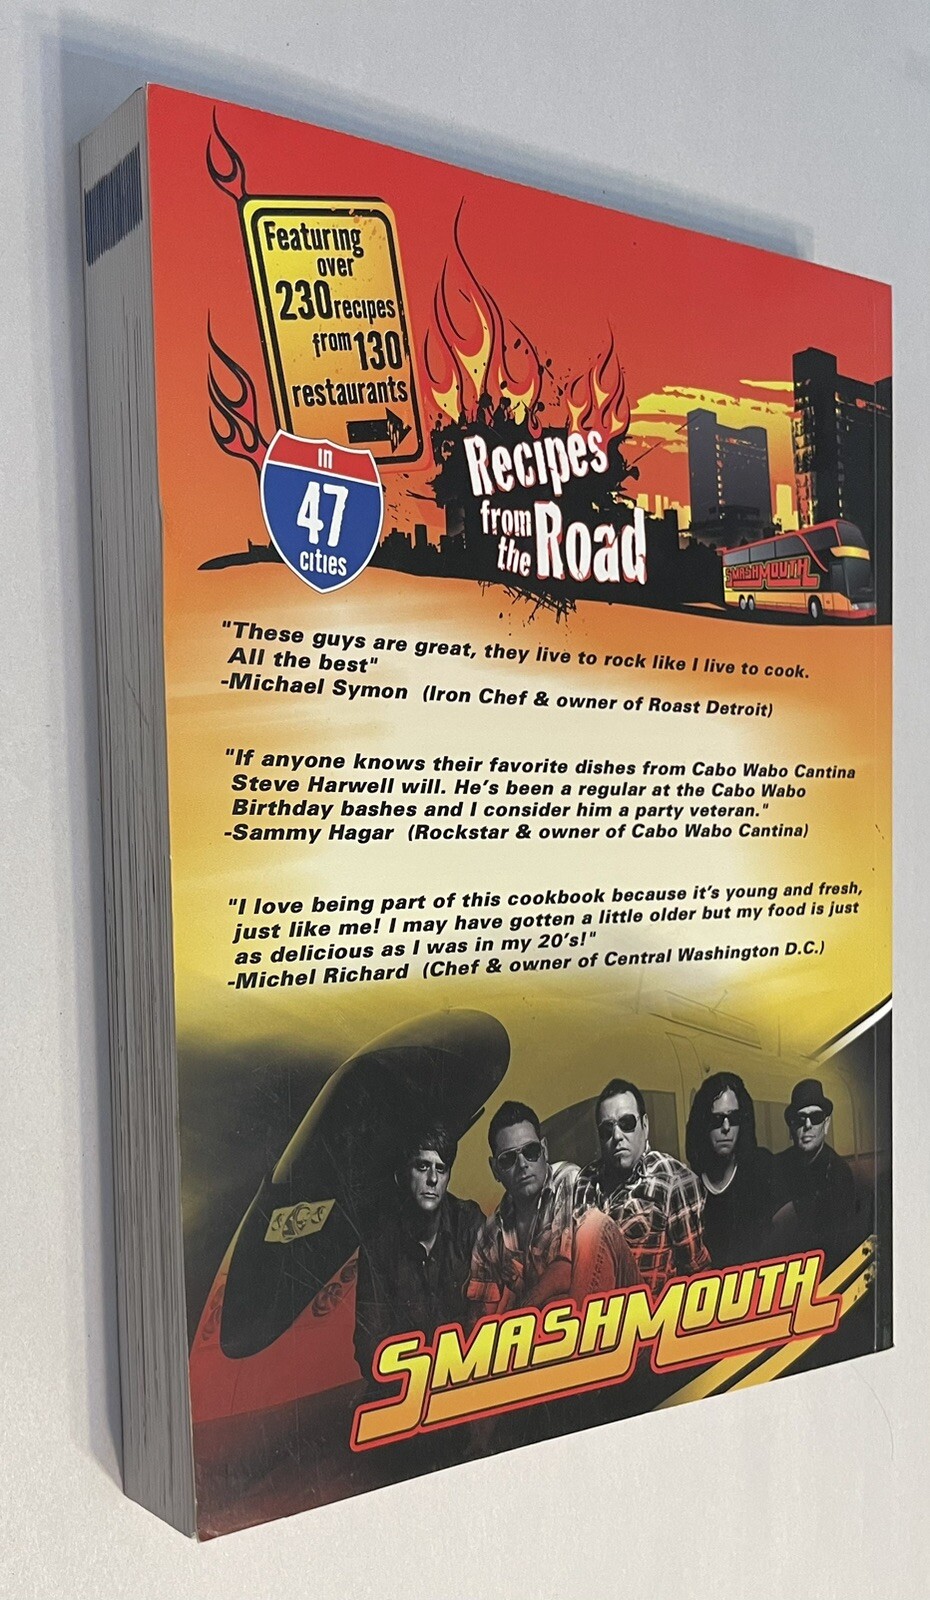 Featuring
over
230 recipes
from 130
restaurants
in
47
cities
Recipes
from
the Road
SMASHMOUTH
"These guys are great, they live to rock like I live to cook.
All the best"
-Michael Symon (Iron Chef & owner of Roast Detroit)
"If anyone knows their favorite dishes from Cabo Wabo Cantina
Steve Harwell will. He's been a regular at the Cabo Wabo
Birthday bashes and I consider him a party veteran."
-Sammy Hagar (Rockstar & owner of Cabo Wabo Cantina)
"I love being part of this cookbook because it's young and fresh,
just like me! I may have gotten a little older but my food is just
as delicious as I was in my 20's!"
-Michel Richard (Chef & owner of Central Washington D.C.)
SMASHMOUTH